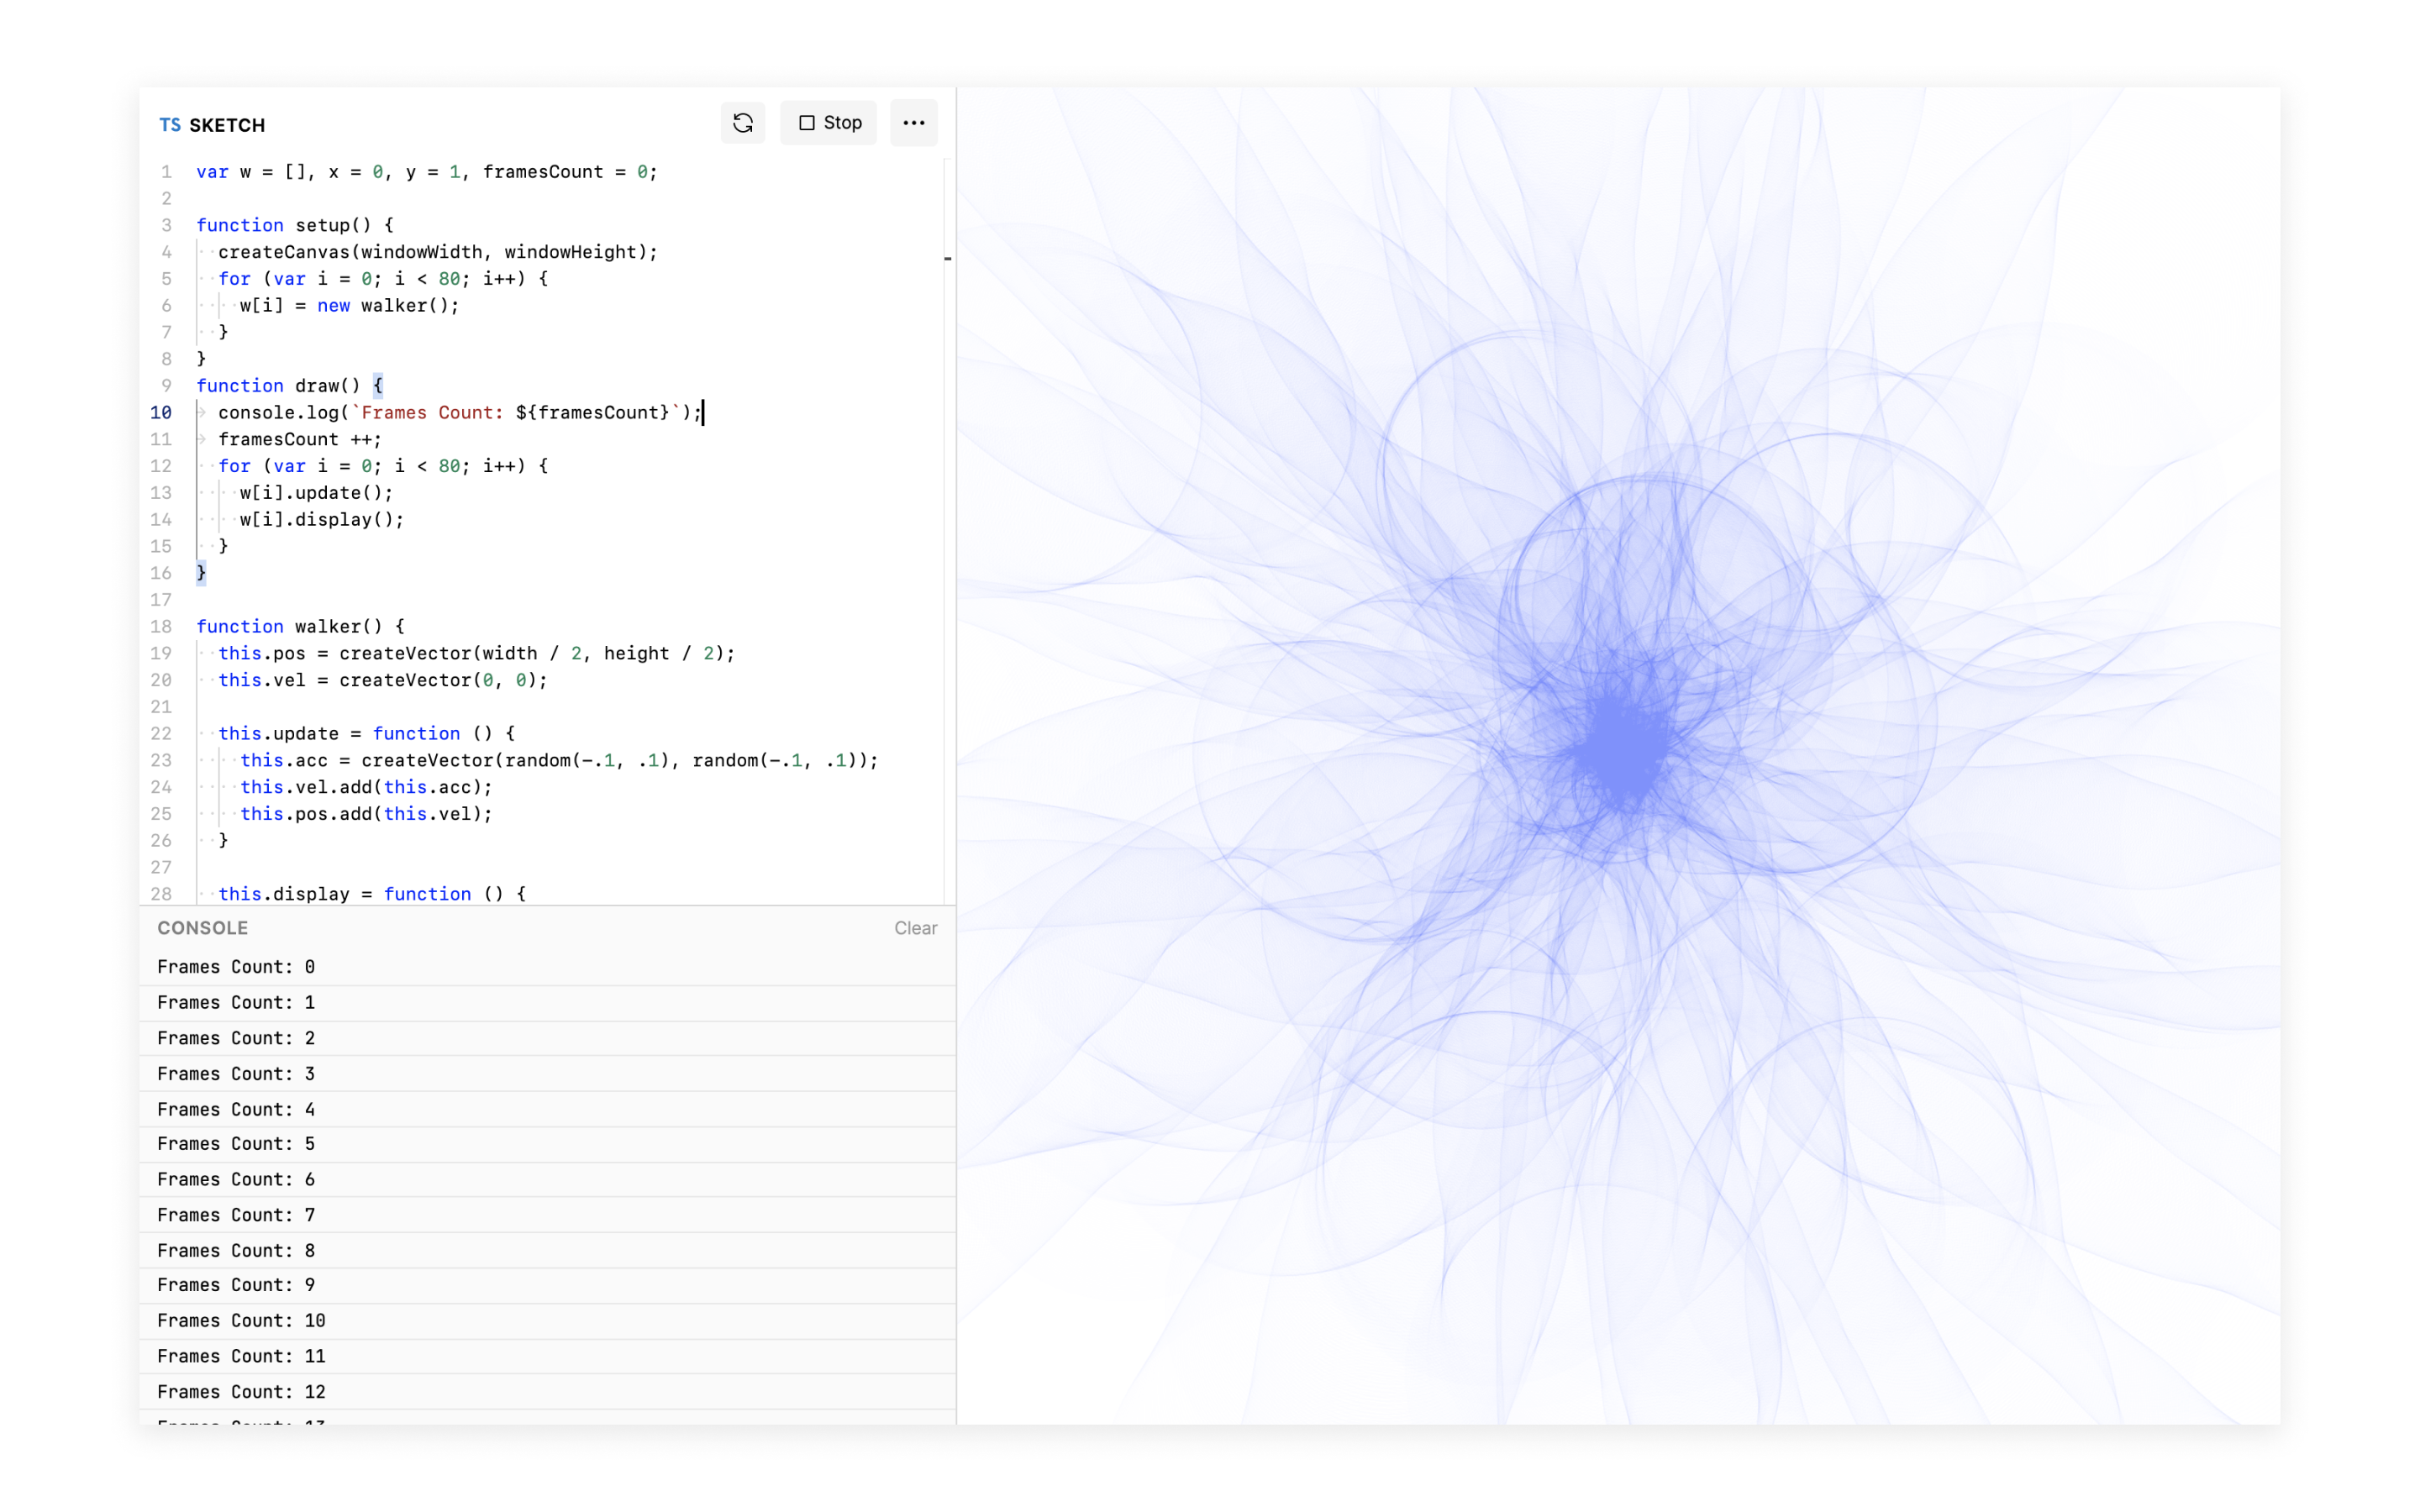 TS SKETCH
Stop
1 var w = [], x = 0, y = 1, framesCount = 0;
2
3 function setup() {
4 createCanvas(windowWidth, windowHeight);
5 for (var i = 0; i < 80; i++) {
6 w[i] = new walker();
7 }
8 }
9 function draw() {
10 console.log(`Frames Count: ${framesCount}`);
11 framesCount ++;
12 for (var i = 0; i < 80; i++) {
13 w[i].update();
14 w[i].display();
15 }
16 }
17
18 function walker() {
19 this.pos = createVector(width / 2, height / 2);
20 this.vel = createVector(0, 0);
21
22 this.update = function () {
23 this.acc = createVector(random(-.1, .1), random(-.1, .1));
24 this.vel.add(this.acc);
25 this.pos.add(this.vel);
26 }
27
28 this.display = function () {
CONSOLE Clear
Frames Count: 0
Frames Count: 1
Frames Count: 2
Frames Count: 3
Frames Count: 4
Frames Count: 5
Frames Count: 6
Frames Count: 7
Frames Count: 8
Frames Count: 9
Frames Count: 10
Frames Count: 11
Frames Count: 12